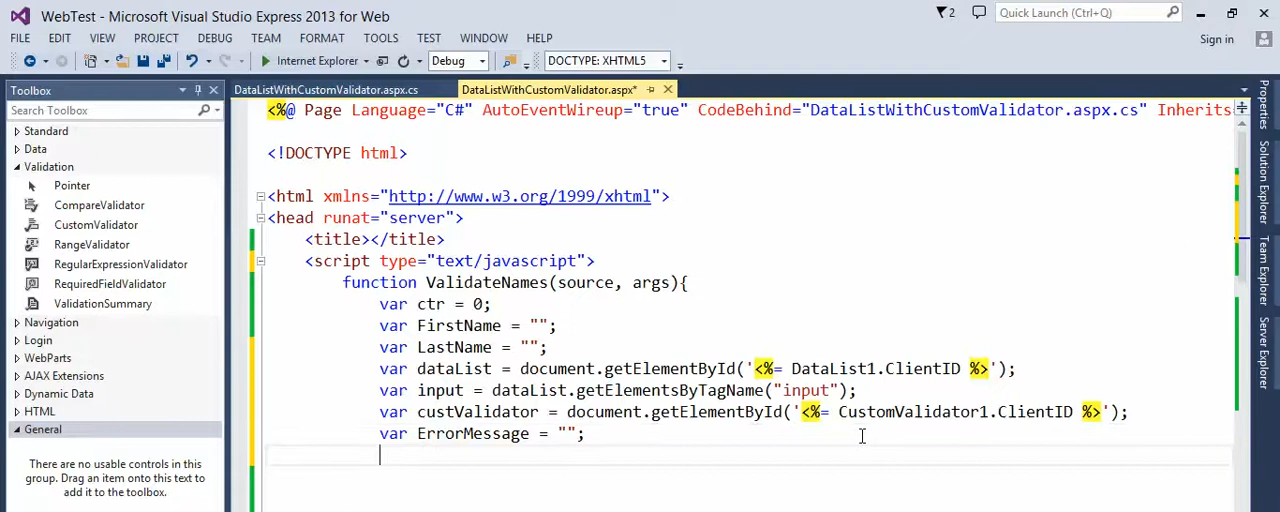 WebTest - Microsoft Visual Studio Express 2013 for Web
2
Quick Launch (Ctrl+Q)
FILE EDIT VIEW PROJECT DEBUG TEAM FORMAT TOOLS TEST WINDOW HELP
Sign in
Internet Explorer
Debug
DOCTYPE: XHTML5
Toolbox
DataListWithCustomValidator.aspx.cs
DataListWithCustomValidator.aspx*
Search Toolbox
Standard
Data
Validation
Pointer
CompareValidator
CustomValidator
RangeValidator
RegularExpressionValidator
RequiredFieldValidator
ValidationSummary
Navigation
Login
WebParts
AJAX Extensions
Dynamic Data
HTML
General
There are no usable controls in this
group. Drag an item onto this text to
add it to the toolbox.
<%@ Page Language="C#" AutoEventWireup="true" CodeBehind="DataListWithCustomValidator.aspx.cs" Inherits
<!DOCTYPE html>
<html xmlns="http://www.w3.org/1999/xhtml">
<head runat="server">
<title></title>
<script type="text/javascript">
function ValidateNames(source, args){
var ctr = 0;
var FirstName = "";
var LastName = "";
var dataList = document.getElementById('<%= DataList1.ClientID %>');
var input = dataList.getElementsByTagName("input");
var custValidator = document.getElementById('<%= CustomValidator1.ClientID %>');
var ErrorMessage = "";
Properties
Solution Explorer
Team Explorer
Server Explorer